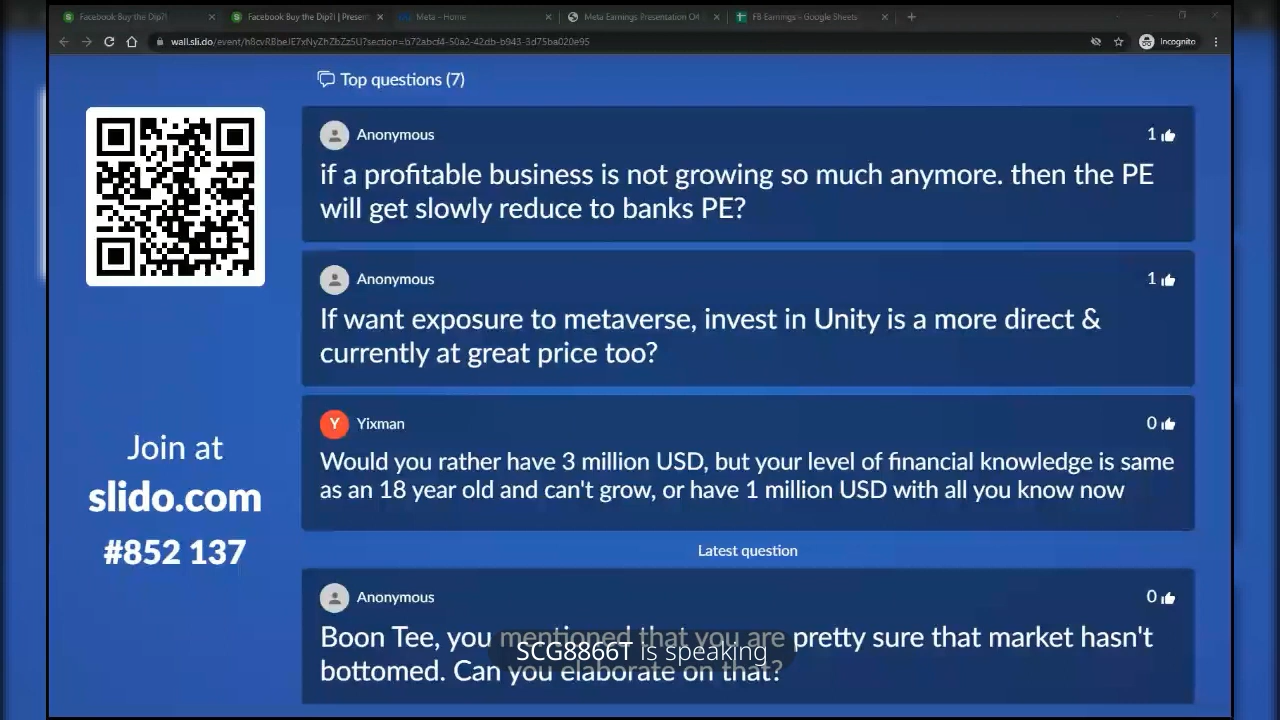 Facebook Buy the Dip?!
Facebook Buy the Dip?! | Present
Meta - Home
Meta Earnings Presentation Q4
FB Earnings - Google Sheets
Incognito
Top questions (7)
Anonymous
1
if a profitable business is not growing so much anymore. then the PE
will get slowly reduce to banks PE?
Anonymous
1
If want exposure to metaverse, invest in Unity is a more direct &
currently at great price too?
Y
Yixman
0
Would you rather have 3 million USD, but your level of financial knowledge is same
as an 18 year old and can't grow, or have 1 million USD with all you know now
Join at
slido.com
#852 137
Latest question
Anonymous
0
Boon Tee, you mentioned that you are pretty sure that market hasn't
bottomed. Can you elaborate on that?
SCG8866T is speaking